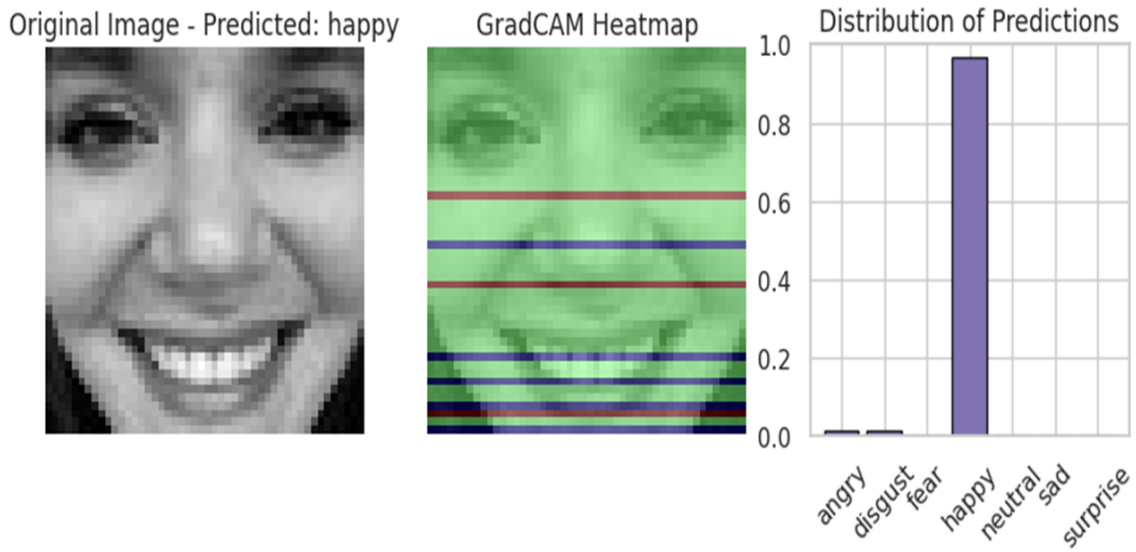 Original Image - Predicted: happy
GradCAM Heatmap
Distribution of Predictions
1.0
0.8
0.6
0.4
0.2
0.0
angry
disgust
fear
happy
neutral
sad
surprise